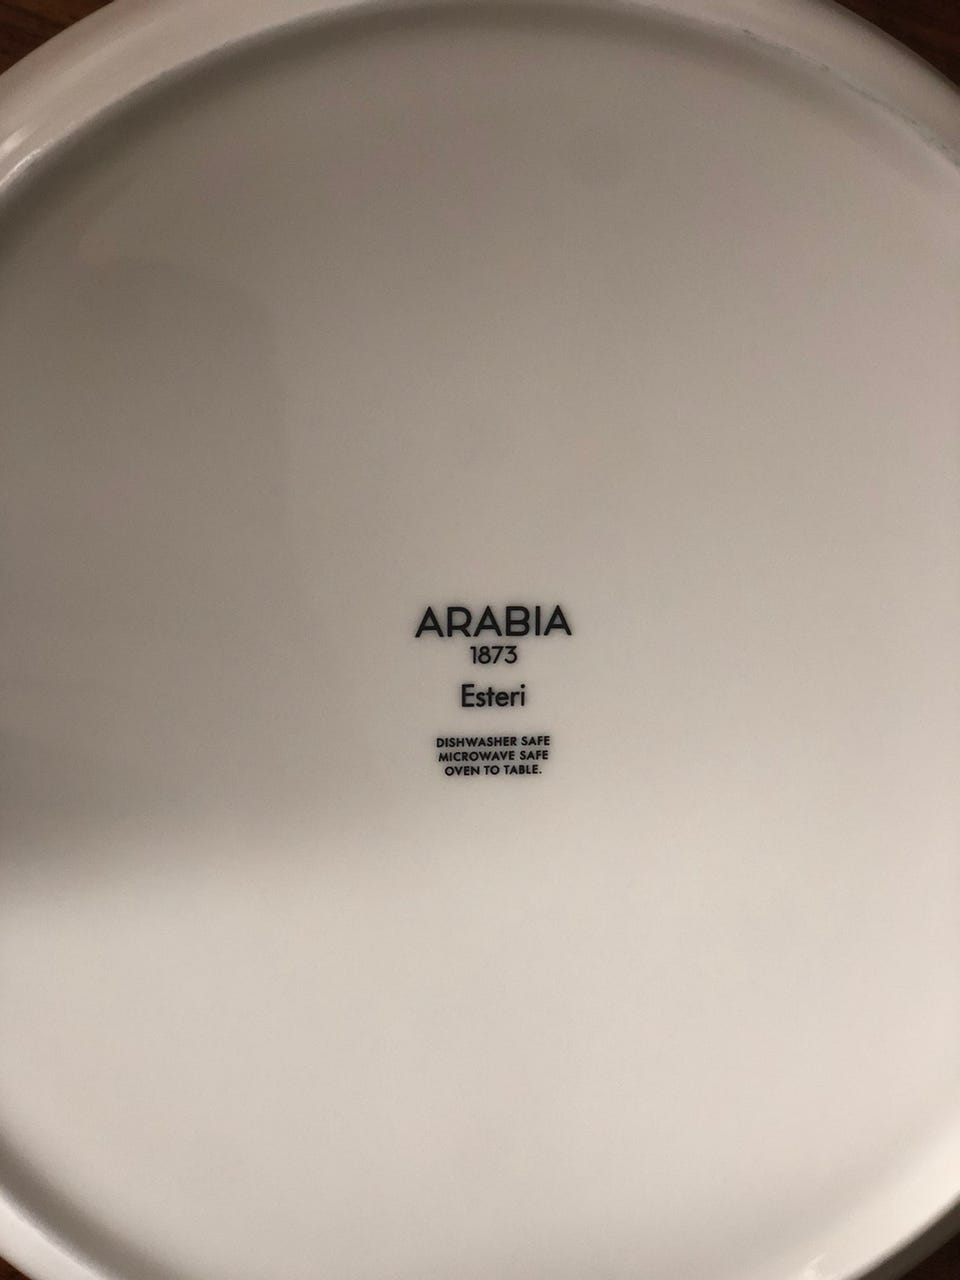 ARABIA
1873
Esteri
DISHWASHER SAFE
MICROWAVE SAFE
OVEN TO TABLE.